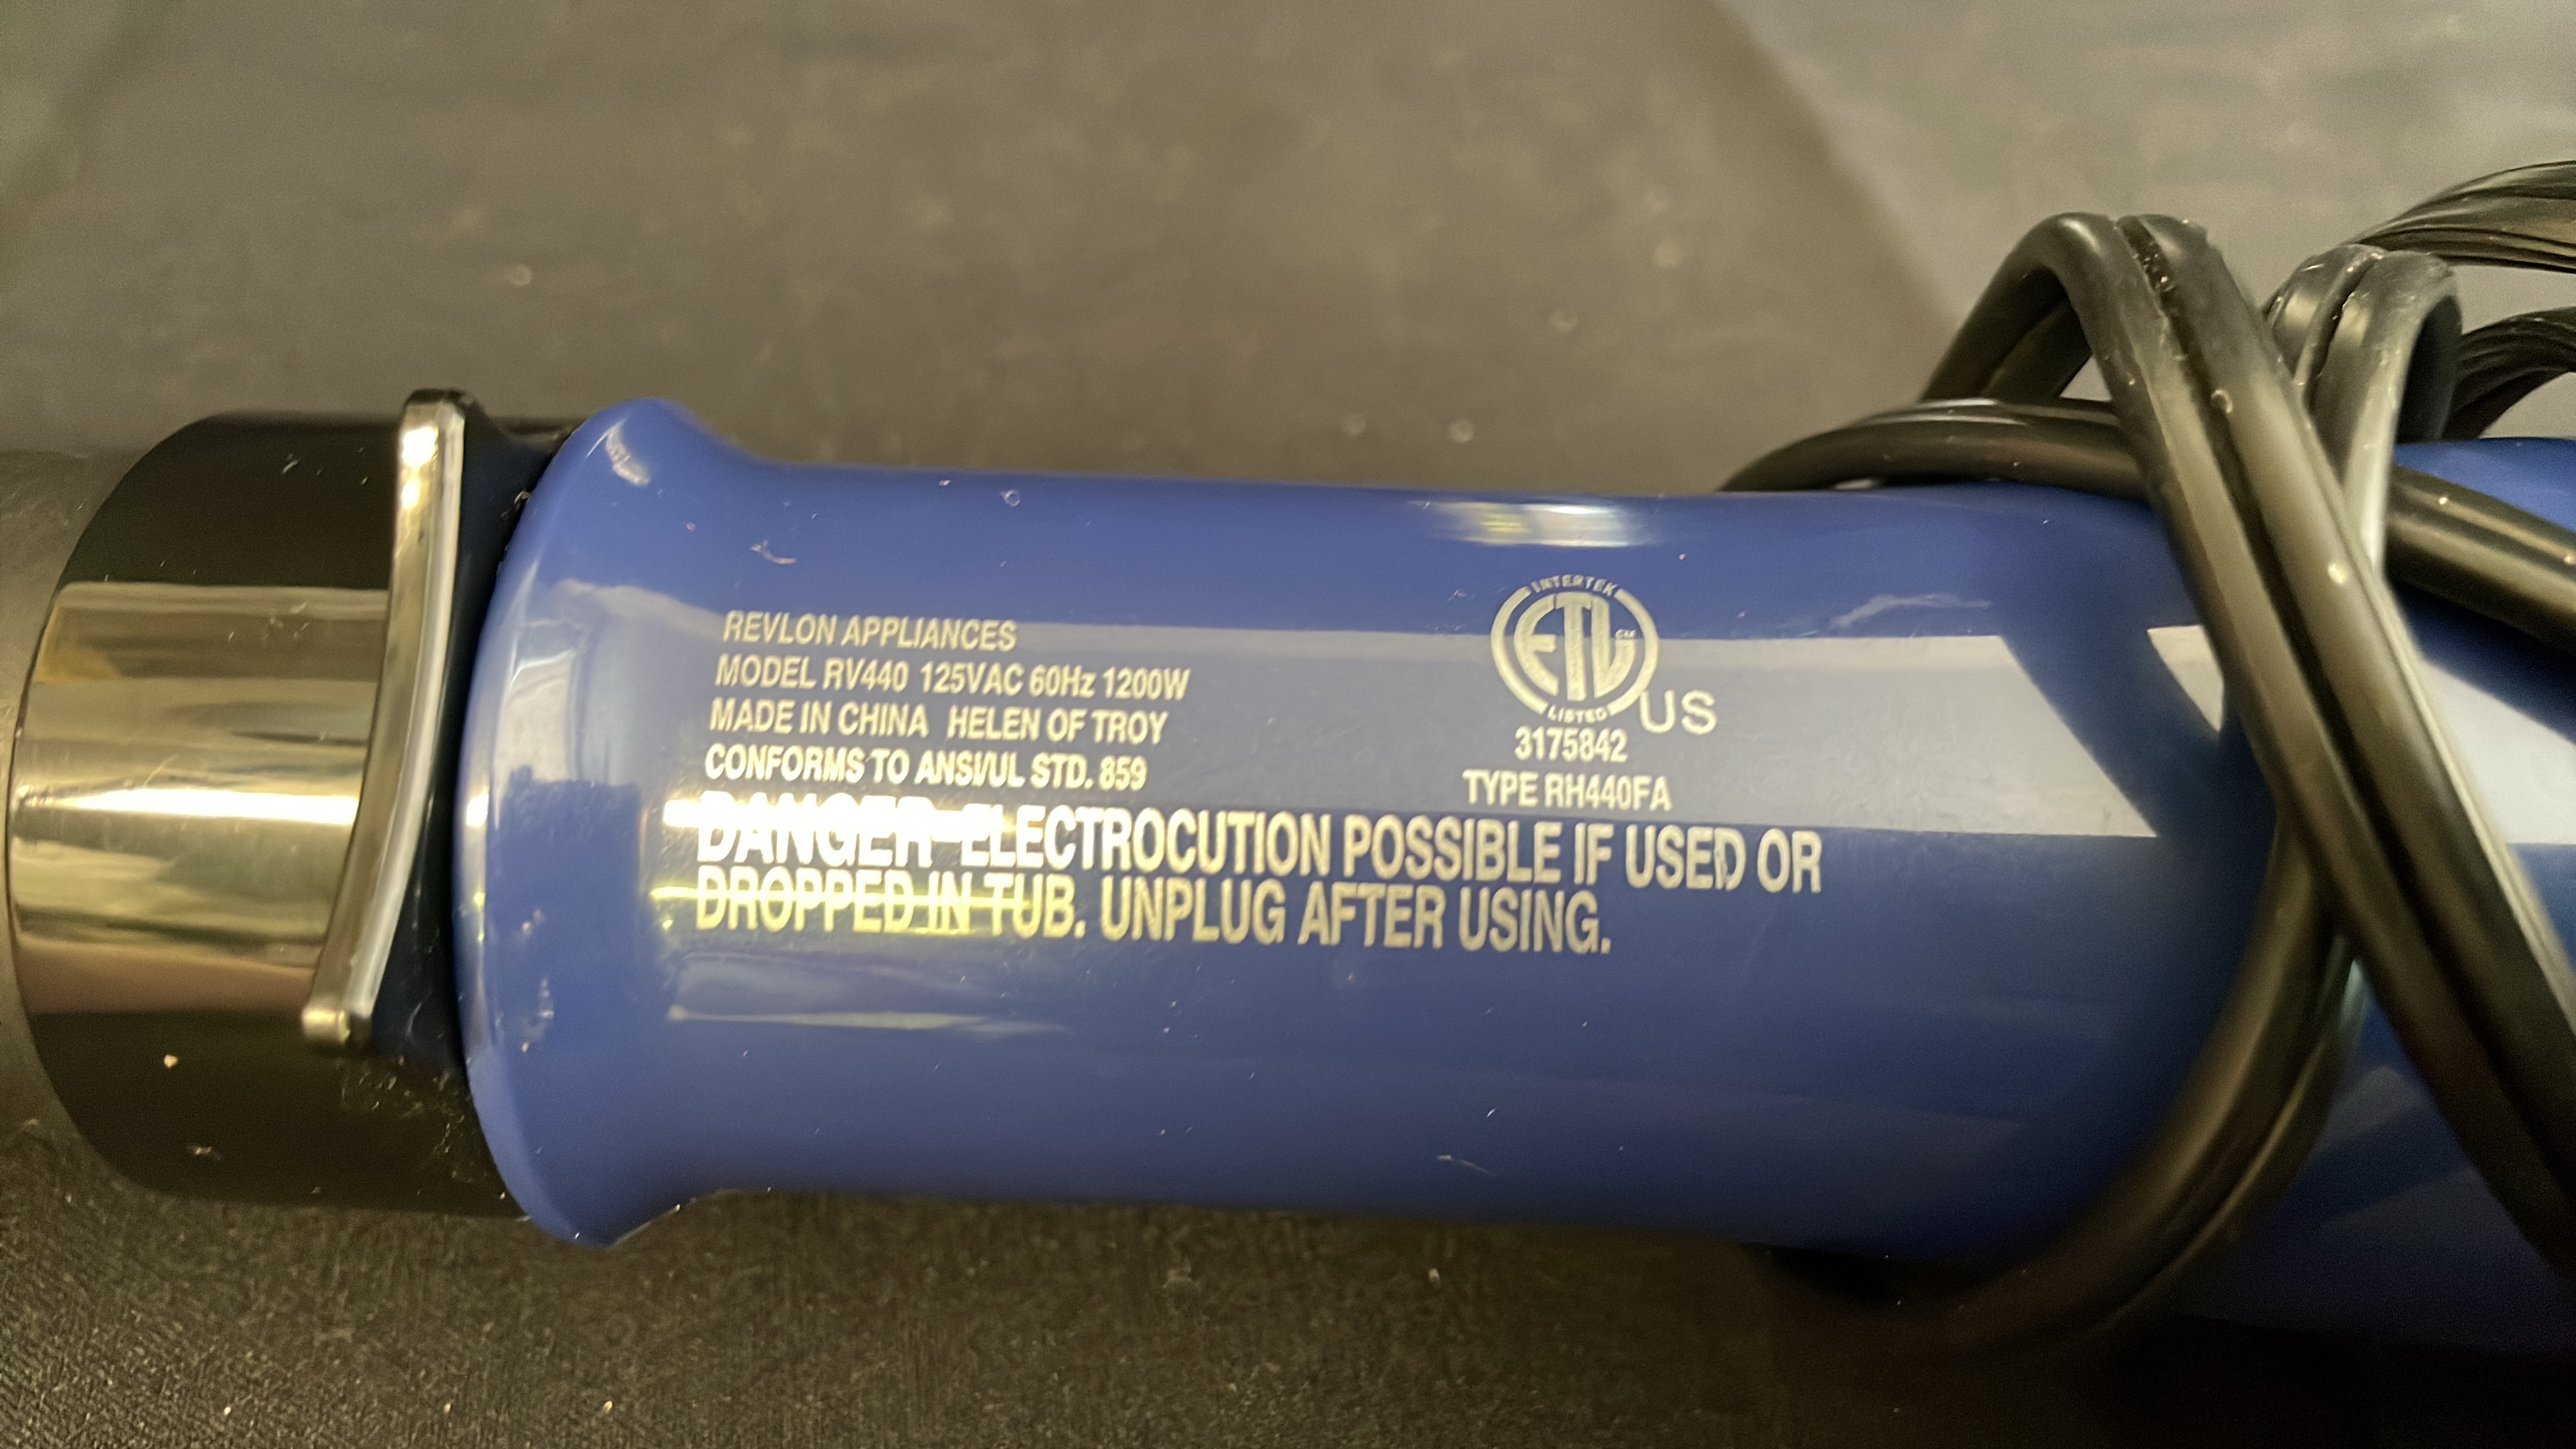 REVLON APPLIANCES
MODEL RV440 125VAC 60Hz 1200W
MADE IN CHINA HELEN OF TROY
CONFORMS TO ANSI/UL STD. 859
INTERTEK
ETL CM
LISTED US
3175842
TYPE RH440FA
DANGER-ELECTROCUTION POSSIBLE IF USED OR
DROPPED IN TUB. UNPLUG AFTER USING.